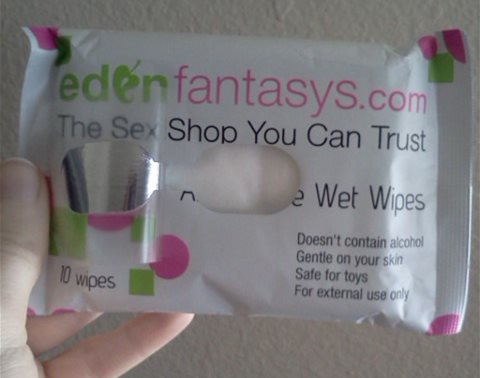 edenfantasys.com
The Sex Shop You Can Trust
Wet Wipes
Doesn't contain alcohol
Gentle on your skin
Safe for toys
For external use only
10 wipes